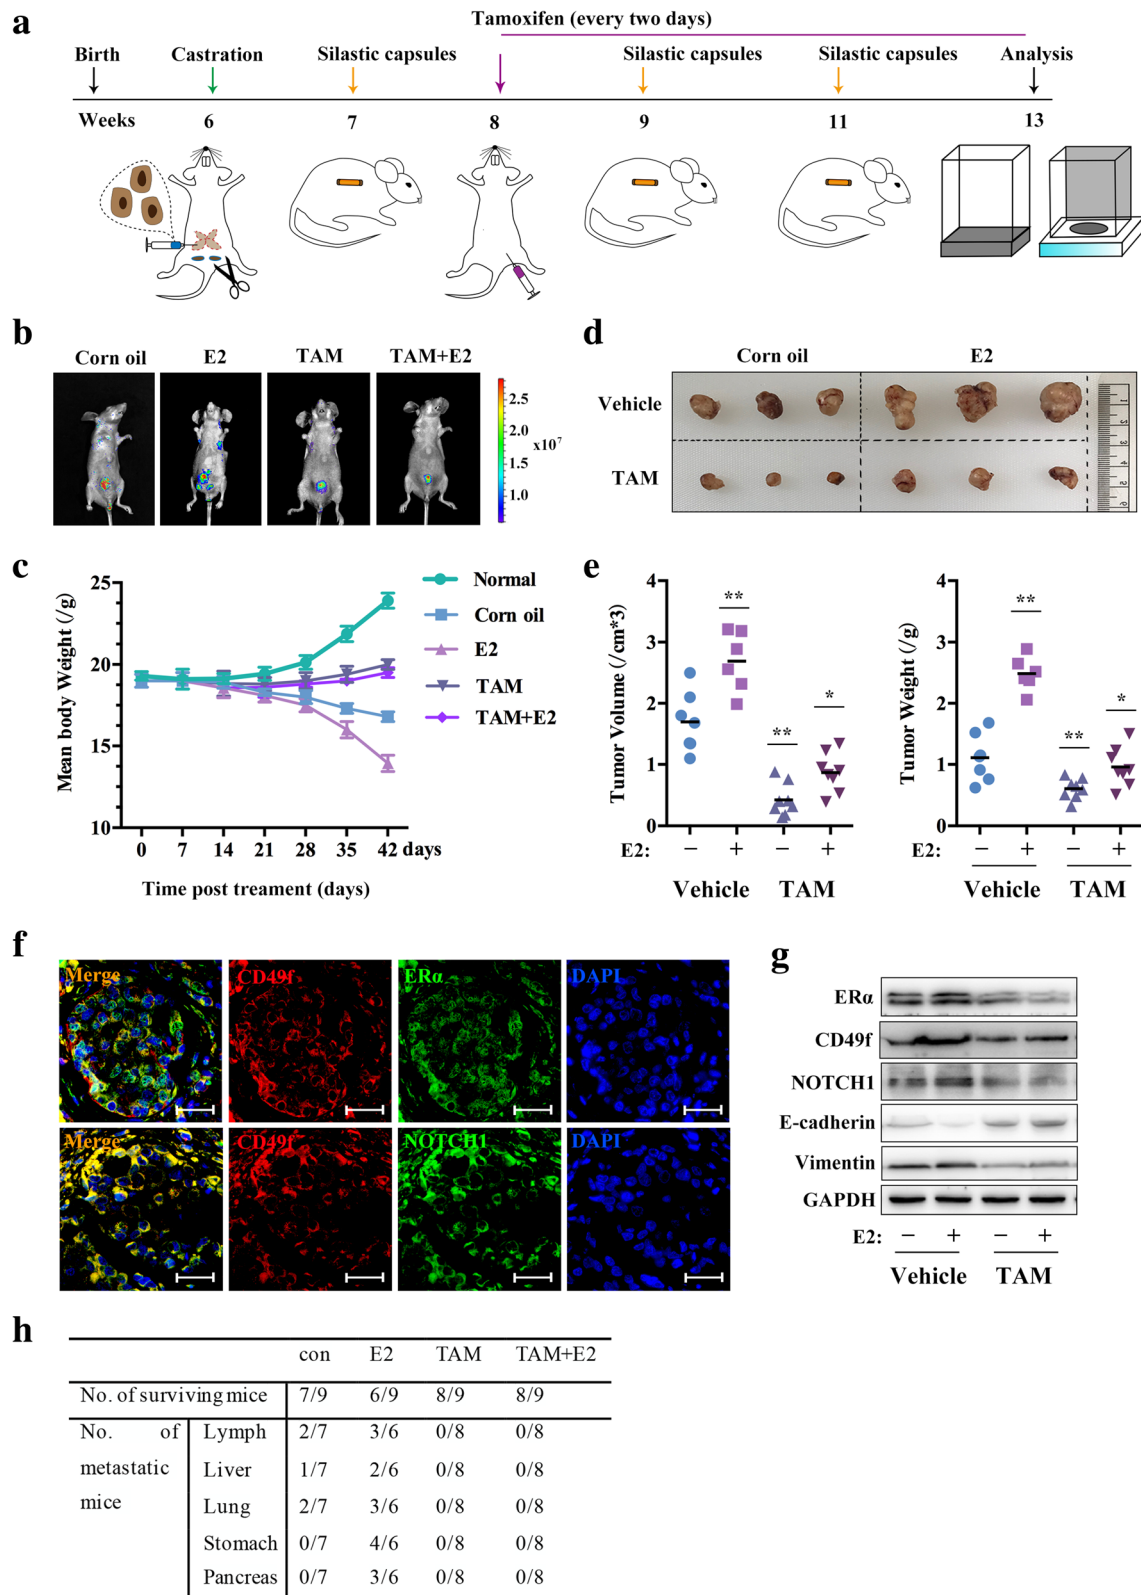 a
Tamoxifen (every two days)
Birth Castration Silastic capsules Silastic capsules Silastic capsules Analysis
Weeks 6 7 8 9 11 13
b
Corn oil E2 TAM TAM+E2
2.5
2.0
x10⁷
1.5
1.0
d
Corn oil E2
Vehicle
TAM
c
Mean body Weight (/g)
25
20
15
10
0 7 14 21 28 35 42 days
Time post treament (days)
Normal
Corn oil
E2
TAM
TAM+E2
e
Tumor Volume (/cm*3)
4
3
2
1
0
**
**
*
E2: − + − +
Vehicle TAM
Tumor Weight (/g)
4
3
2
1
0
**
**
*
E2: − + − +
Vehicle TAM
f
Merge CD49f ERα DAPI
Merge CD49f NOTCH1 DAPI
g
ERα
CD49f
NOTCH1
E-cadherin
Vimentin
GAPDH
E2: − + − +
Vehicle TAM
h
con E2 TAM TAM+E2
No. of surviving mice 7/9 6/9 8/9 8/9
No. of Lymph 2/7 3/6 0/8 0/8
metastatic Liver 1/7 2/6 0/8 0/8
mice Lung 2/7 3/6 0/8 0/8
Stomach 0/7 4/6 0/8 0/8
Pancreas 0/7 3/6 0/8 0/8